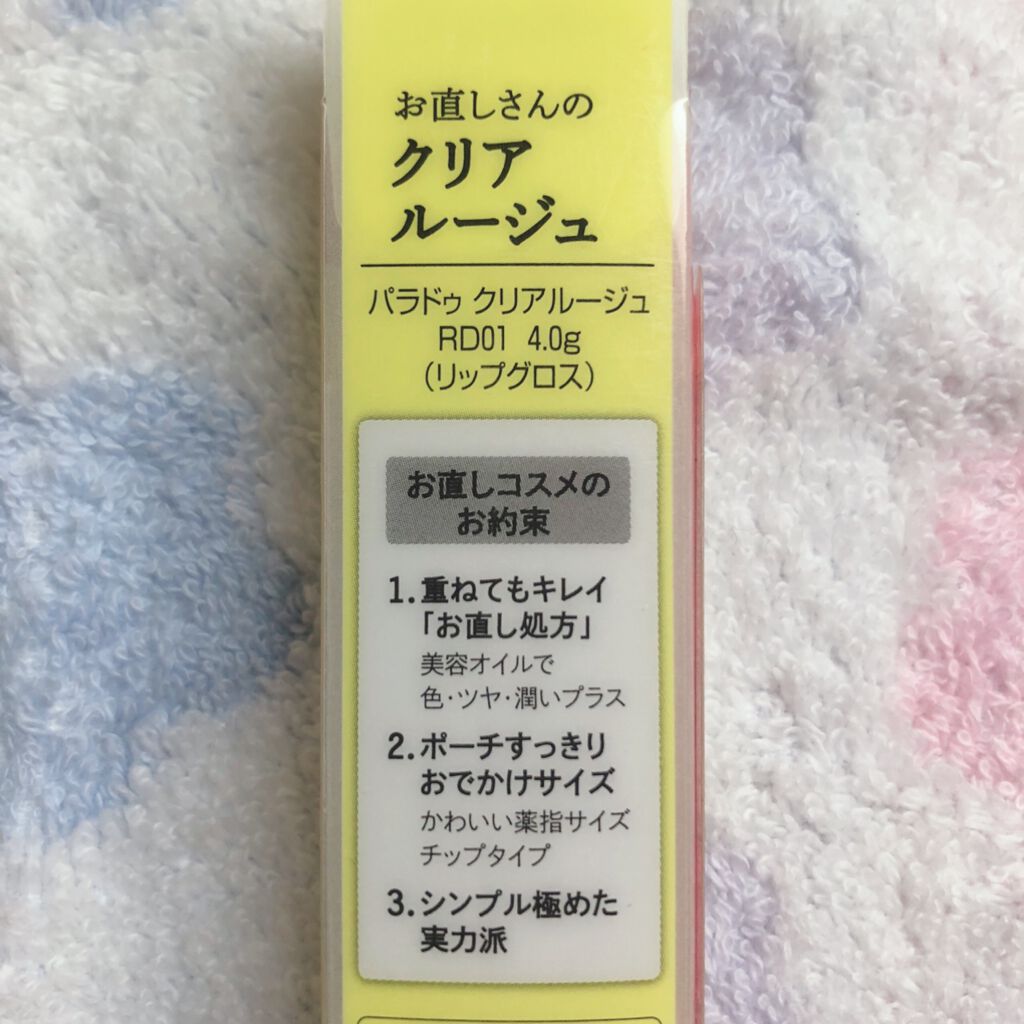 お直しさんの
クリア
ルージュ
パラドゥ クリアルージュ
RD01 4.0g
(リップグロス)
お直しコスメの
お約束
1.重ねてもキレイ
「お直し処方」
美容オイルで
色・ツヤ・潤いプラス
2.ポーチすっきり
おでかけサイズ
かわいい薬指サイズ
チップタイプ
3.シンプル極めた
実力派